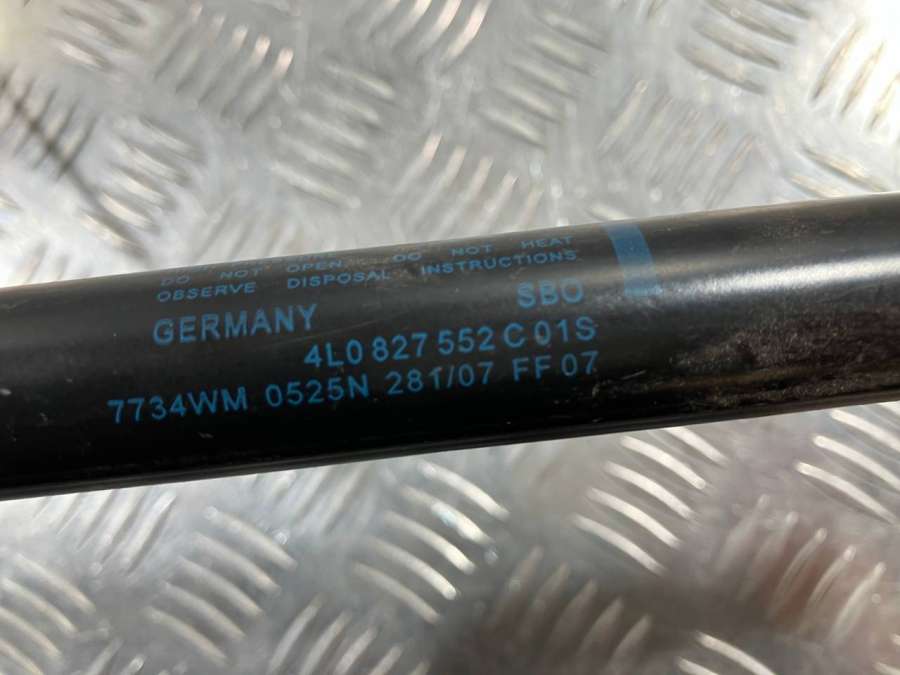 DO NOT OPEN DO NOT HEAT
OBSERVE DISPOSAL INSTRUCTIONS
GERMANY SBO
4L0 827 552 C 01S
7734WM 0525N 281/07 FF 07